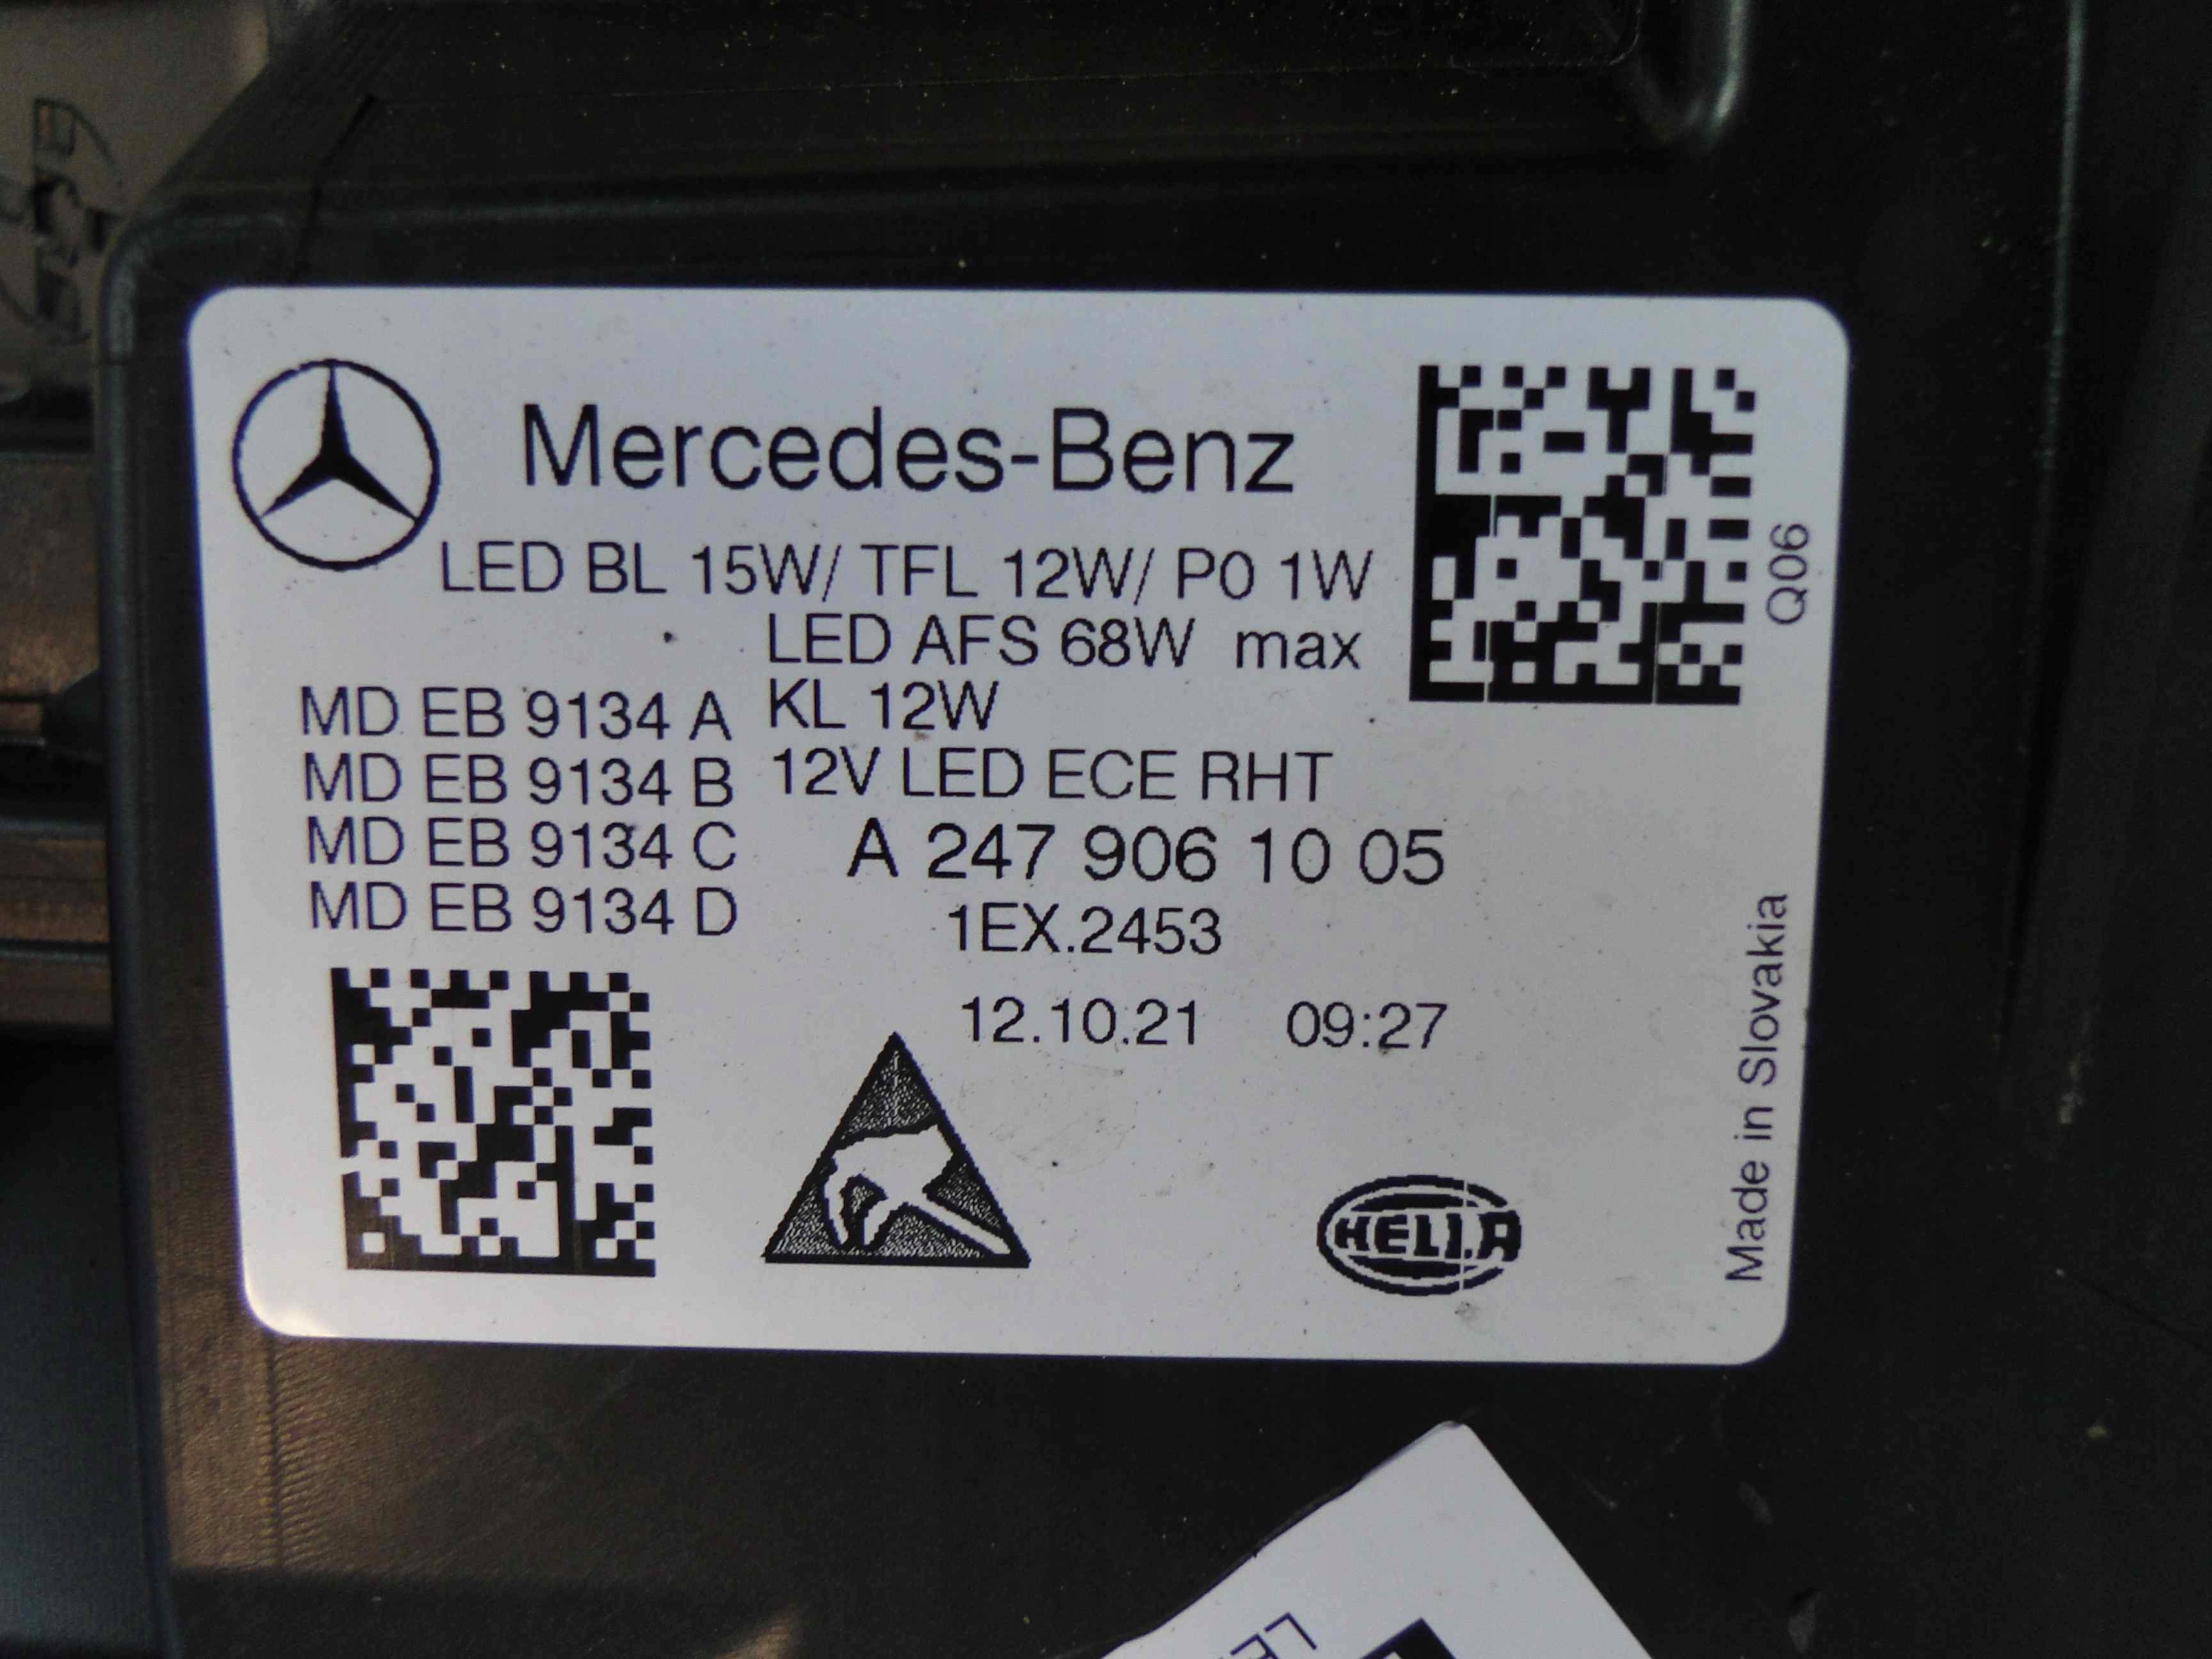 Mercedes-Benz
LED BL 15W/ TFL 12W/ P0 1W
LED AFS 68W max
MD EB 9134 A KL 12W
MD EB 9134 B 12V LED ECE RHT
MD EB 9134 C A 247 906 10 05
MD EB 9134 D 1EX.2453
12.10.21 09:27
HELLA
Q06
Made in Slovakia